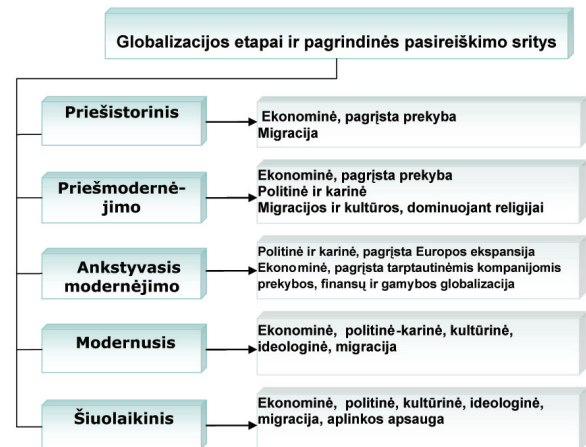 Globalizacijos etapai ir pagrindinės pasireiškimo sritys
Priešistorinis
Ekonominė, pagrįsta prekyba
Migracija
Priešmodernė-
jimo
Ekonominė, pagrįsta prekyba
Politinė ir karinė
Migracijos ir kultūros, dominuojant religijai
Ankstyvasis
modernėjimo
Politinė ir karinė, pagrįsta Europos ekspansija
Ekonominė, pagrįsta tarptautinėmis kompanijomis
prekybos, finansų ir gamybos globalizacija
Modernusis
Ekonominė, politinė-karinė, kultūrinė,
ideologinė, migracija
Šiuolaikinis
Ekonominė, politinė, kultūrinė, ideologinė,
migracija, aplinkos apsauga